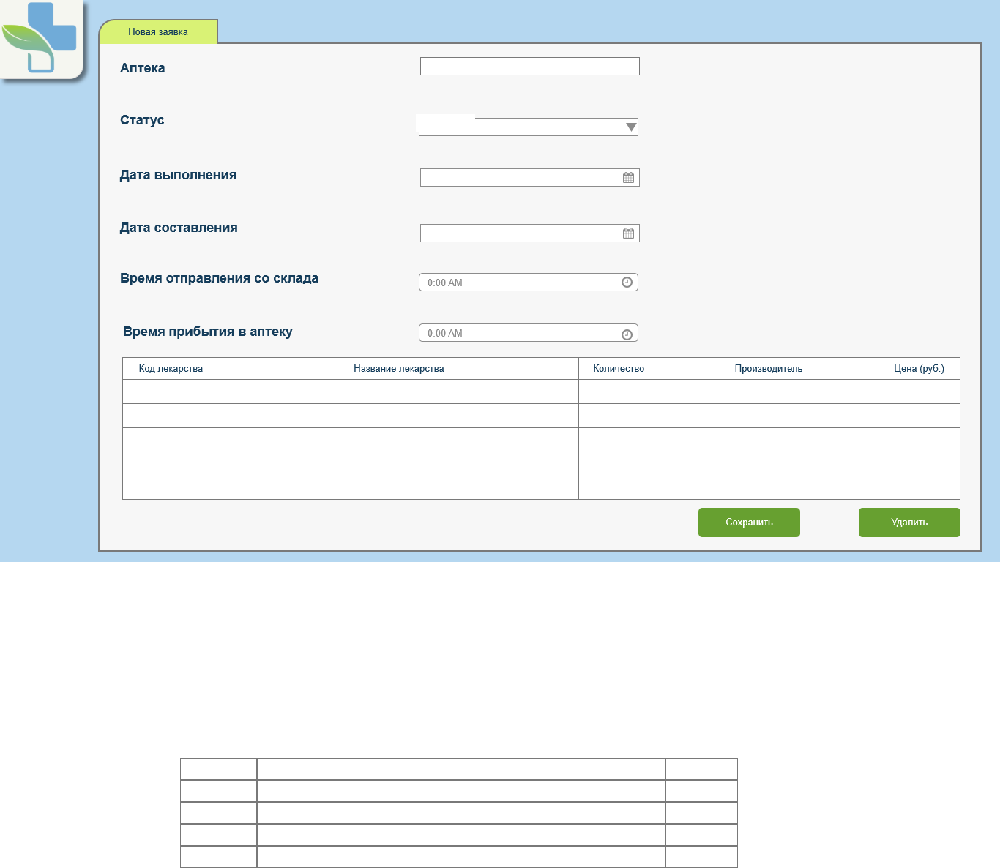 Новая заявка
Аптека
Статус
Дата выполнения
Дата составления
Время отправления со склада
0:00 AM
Время прибытия в аптеку
0:00 AM
Код лекарства Название лекарства Количество Производитель Цена (руб.)
Сохранить Удалить